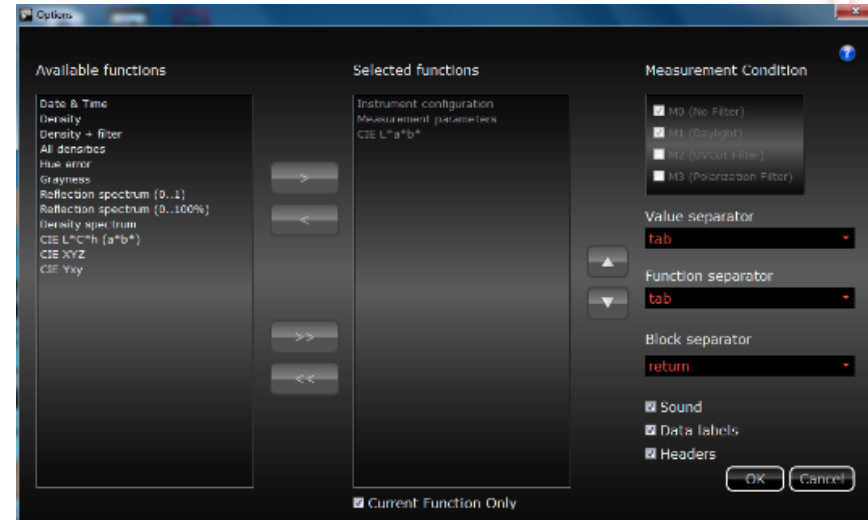 Options
Available functions
Date & Time
Density
Density + filter
All densities
Hue error
Grayness
Reflection spectrum (0..1)
Reflection spectrum (0..100%)
Density spectrum
CIE L*C*h (a*b*)
CIE XYZ
CIE Yxy
>
<
>>
<<
Selected functions
Instrument configuration
Measurement parameters
CIE L*a*b*
Current Function Only
?
Measurement Condition
M0 (No Filter)
M1 (Daylight)
M2 (UVCut Filter)
M3 (Polarization Filter)
Value separator
tab
Function separator
tab
Block separator
return
Sound
Data labels
Headers
OK
Cancel